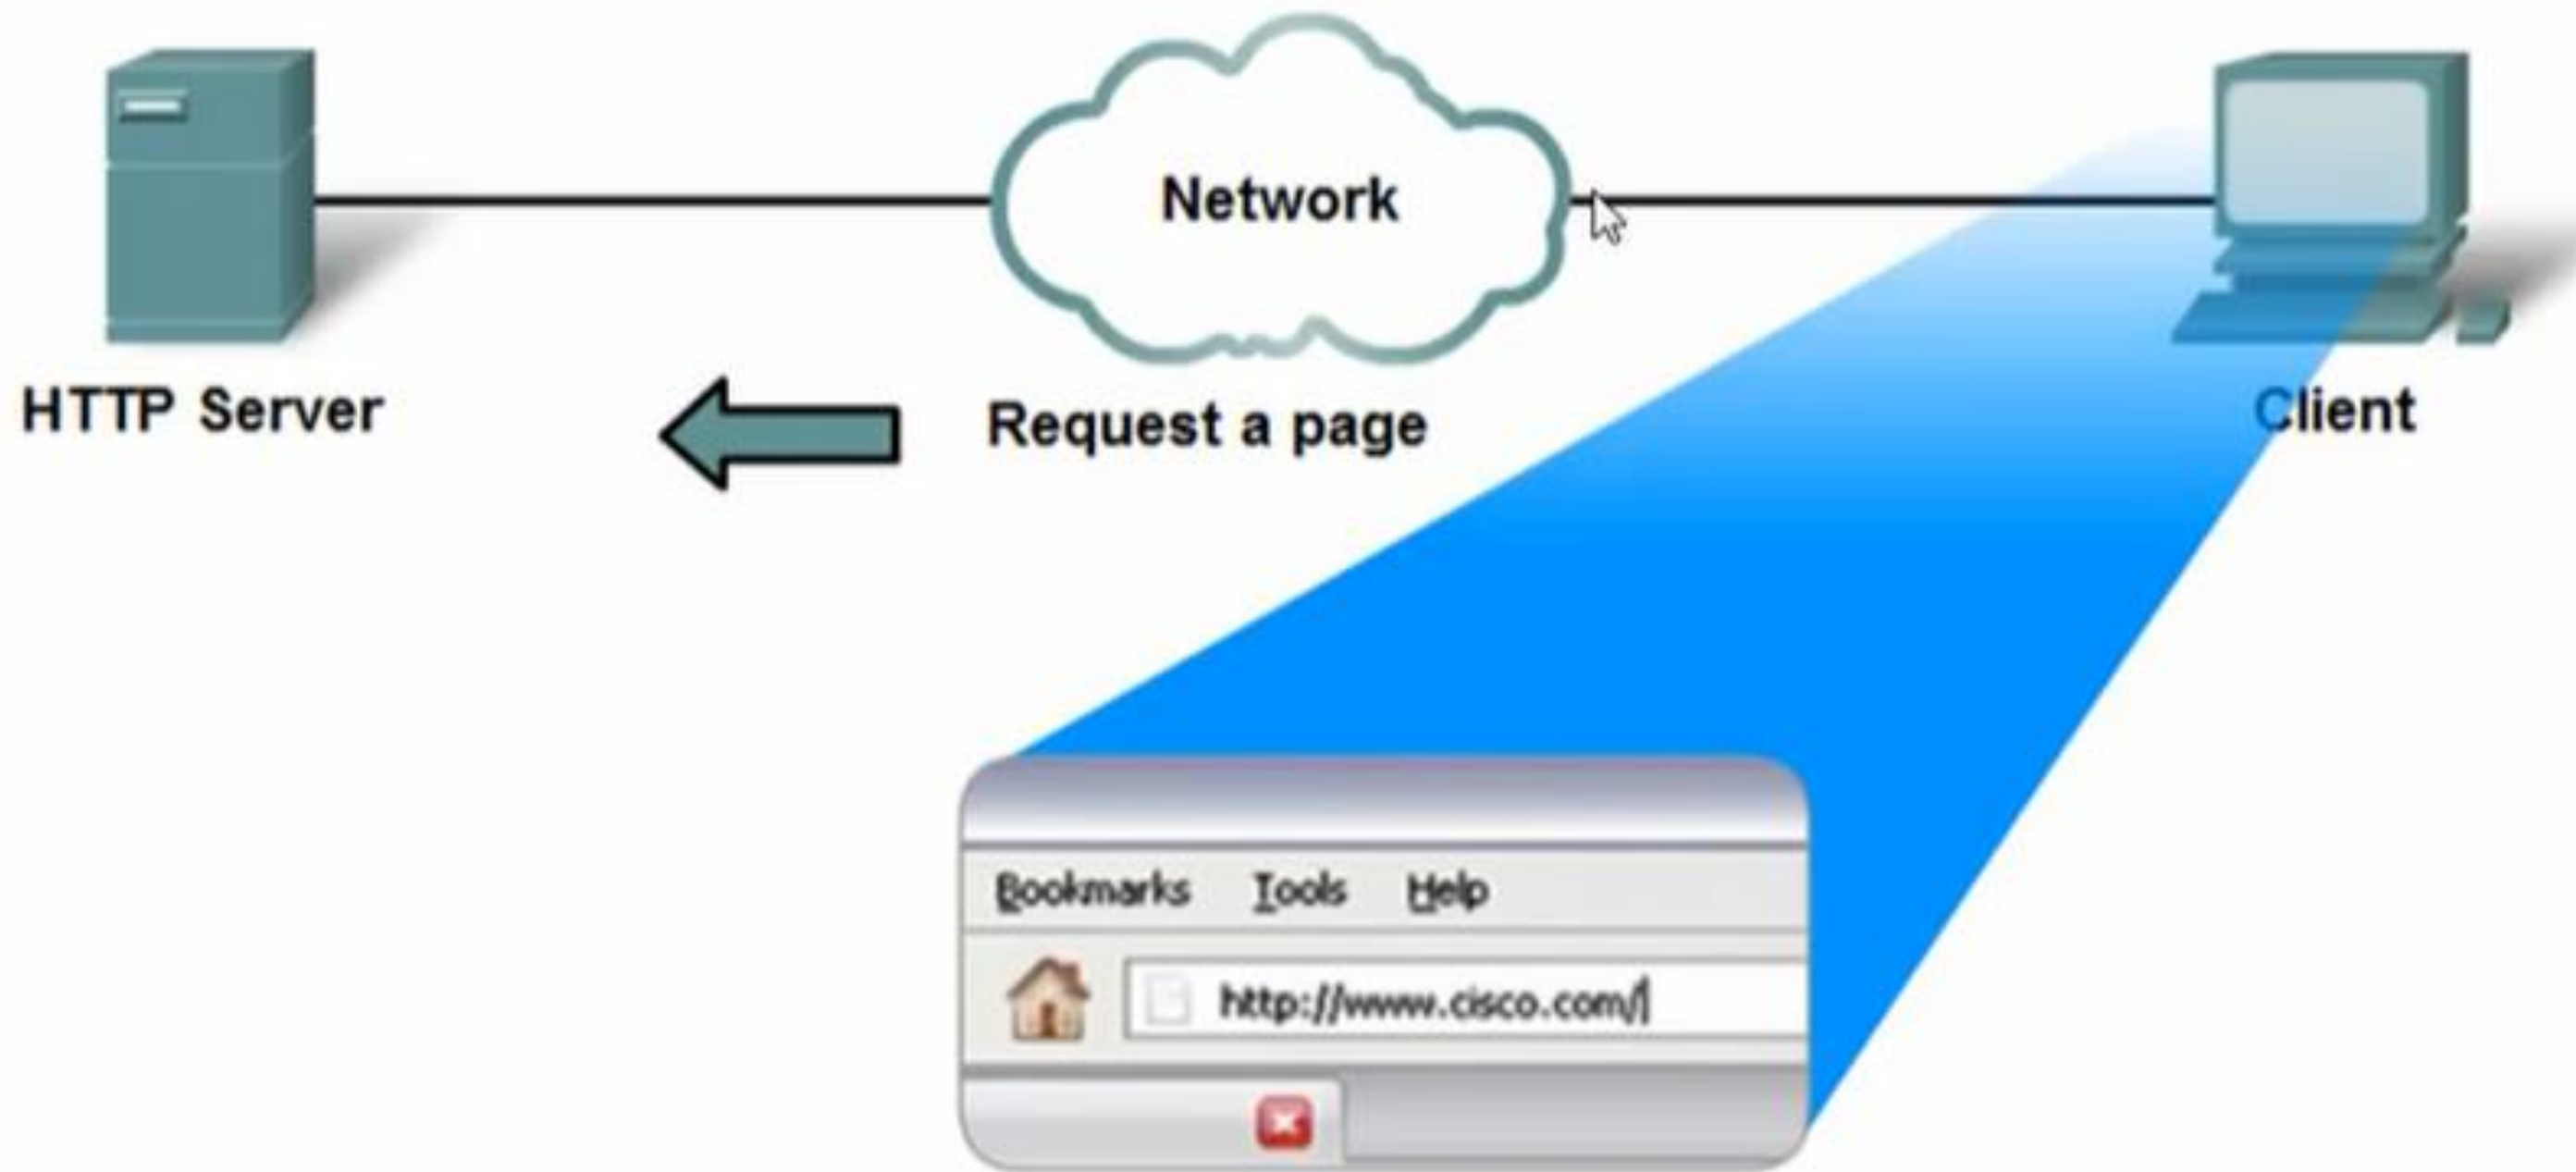 Network
HTTP Server
Request a page
Client
Bookmarks Tools Help
http://www.cisco.com/